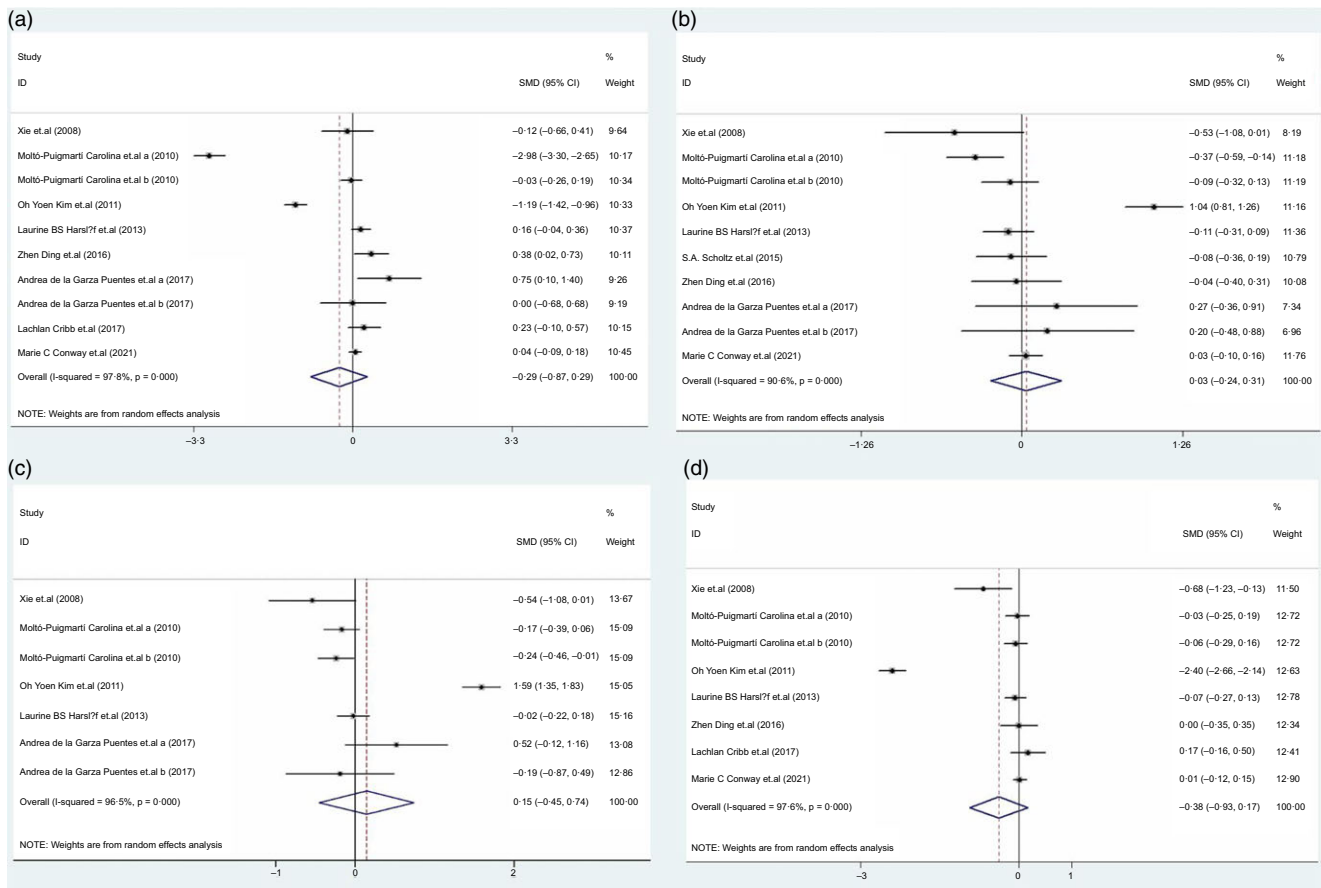 (a)
Study %
ID SMD (95% CI) Weight
Xie et.al (2008) −0·12 (−0·66, 0·41) 9·64
Moltó-Puigmartí Carolina et.al a (2010) −2·98 (−3·30, −2·65) 10·17
Moltó-Puigmartí Carolina et.al b (2010) −0·03 (−0·26, 0·19) 10·34
Oh Yoen Kim et.al (2011) −1·19 (−1·42, −0·96) 10·33
Laurine BS Harsl?f et.al (2013) 0·16 (−0·04, 0·36) 10·37
Zhen Ding et.al (2016) 0·38 (0·02, 0·73) 10·11
Andrea de la Garza Puentes et.al a (2017) 0·75 (0·10, 1·40) 9·26
Andrea de la Garza Puentes et.al b (2017) 0·00 (−0·68, 0·68) 9·19
Lachlan Cribb et.al (2017) 0·23 (−0·10, 0·57) 10·15
Marie C Conway et.al (2021) 0·04 (−0·09, 0·18) 10·45
Overall (I-squared = 97·8%, p = 0·000) −0·29 (−0·87, 0·29) 100·00
NOTE: Weights are from random effects analysis
−3·3 0 3·3
(b)
Study %
ID SMD (95% CI) Weight
Xie et.al (2008) −0·53 (−1·08, 0·01) 8·19
Moltó-Puigmartí Carolina et.al a (2010) −0·37 (−0·59, −0·14) 11·18
Moltó-Puigmartí Carolina et.al b (2010) −0·09 (−0·32, 0·13) 11·19
Oh Yoen Kim et.al (2011) 1·04 (0·81, 1·26) 11·16
Laurine BS Harsl?f et.al (2013) −0·11 (−0·31, 0·09) 11·36
S.A. Scholtz et.al (2015) −0·08 (−0·36, 0·19) 10·79
Zhen Ding et.al (2016) −0·04 (−0·40, 0·31) 10·08
Andrea de la Garza Puentes et.al a (2017) 0·27 (−0·36, 0·91) 7·34
Andrea de la Garza Puentes et.al b (2017) 0·20 (−0·48, 0·88) 6·96
Marie C Conway et.al (2021) 0·03 (−0·10, 0·16) 11·76
Overall (I-squared = 90·6%, p = 0·000) 0·03 (−0·24, 0·31) 100·00
NOTE: Weights are from random effects analysis
−1·26 0 1·26
(c)
Study %
ID SMD (95% CI) Weight
Xie et.al (2008) −0·54 (−1·08, 0·01) 13·67
Moltó-Puigmartí Carolina et.al a (2010) −0·17 (−0·39, 0·06) 15·09
Moltó-Puigmartí Carolina et.al b (2010) −0·24 (−0·46, −0·01) 15·09
Oh Yoen Kim et.al (2011) 1·59 (1·35, 1·83) 15·05
Laurine BS Harsl?f et.al (2013) −0·02 (−0·22, 0·18) 15·16
Andrea de la Garza Puentes et.al a (2017) 0·52 (−0·12, 1·16) 13·08
Andrea de la Garza Puentes et.al b (2017) −0·19 (−0·87, 0·49) 12·86
Overall (I-squared = 96·5%, p = 0·000) 0·15 (−0·45, 0·74) 100·00
NOTE: Weights are from random effects analysis
−1 0 2
(d)
Study %
ID SMD (95% CI) Weight
Xie et.al (2008) −0·68 (−1·23, −0·13) 11·50
Moltó-Puigmartí Carolina et.al a (2010) −0·03 (−0·25, 0·19) 12·72
Moltó-Puigmartí Carolina et.al b (2010) −0·06 (−0·29, 0·16) 12·72
Oh Yoen Kim et.al (2011) −2·40 (−2·66, −2·14) 12·63
Laurine BS Harsl?f et.al (2013) −0·07 (−0·27, 0·13) 12·78
Zhen Ding et.al (2016) 0·00 (−0·35, 0·35) 12·34
Lachlan Cribb et.al (2017) 0·17 (−0·16, 0·50) 12·41
Marie C Conway et.al (2021) 0·01 (−0·12, 0·15) 12·90
Overall (I-squared = 97·6%, p = 0·000) −0·38 (−0·93, 0·17) 100·00
NOTE: Weights are from random effects analysis
−3 0 1